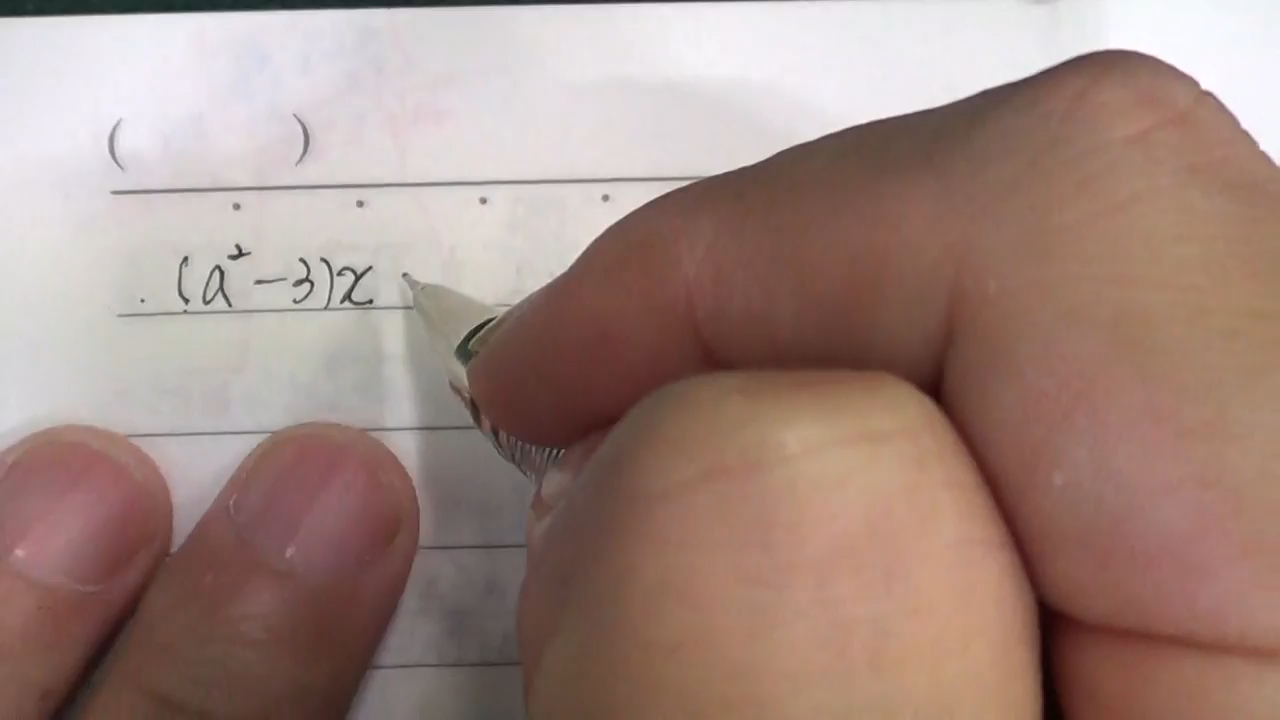 ( )
. (a² -3)x